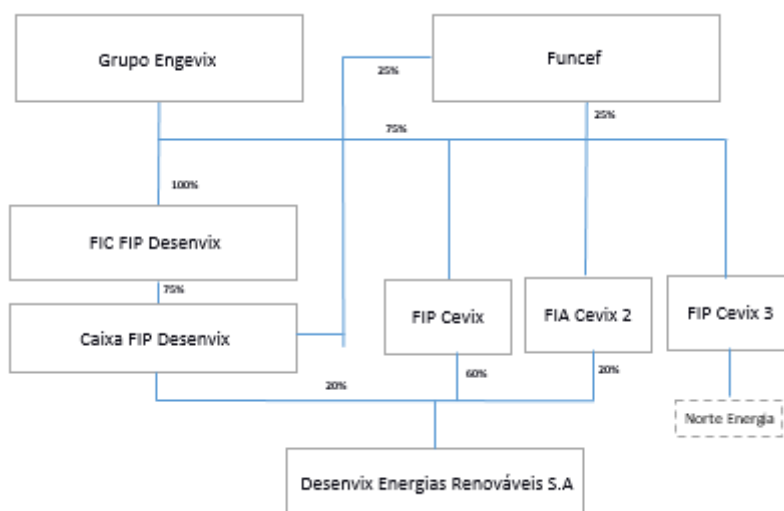 Grupo Engevix
Funcef
25%
25%
75%
100%
FIC FIP Desenvix
75%
FIP Cevix
FIA Cevix 2
FIP Cevix 3
Caixa FIP Desenvix
20%
60%
20%
Norte Energia
Desenvix Energias Renováveis S.A